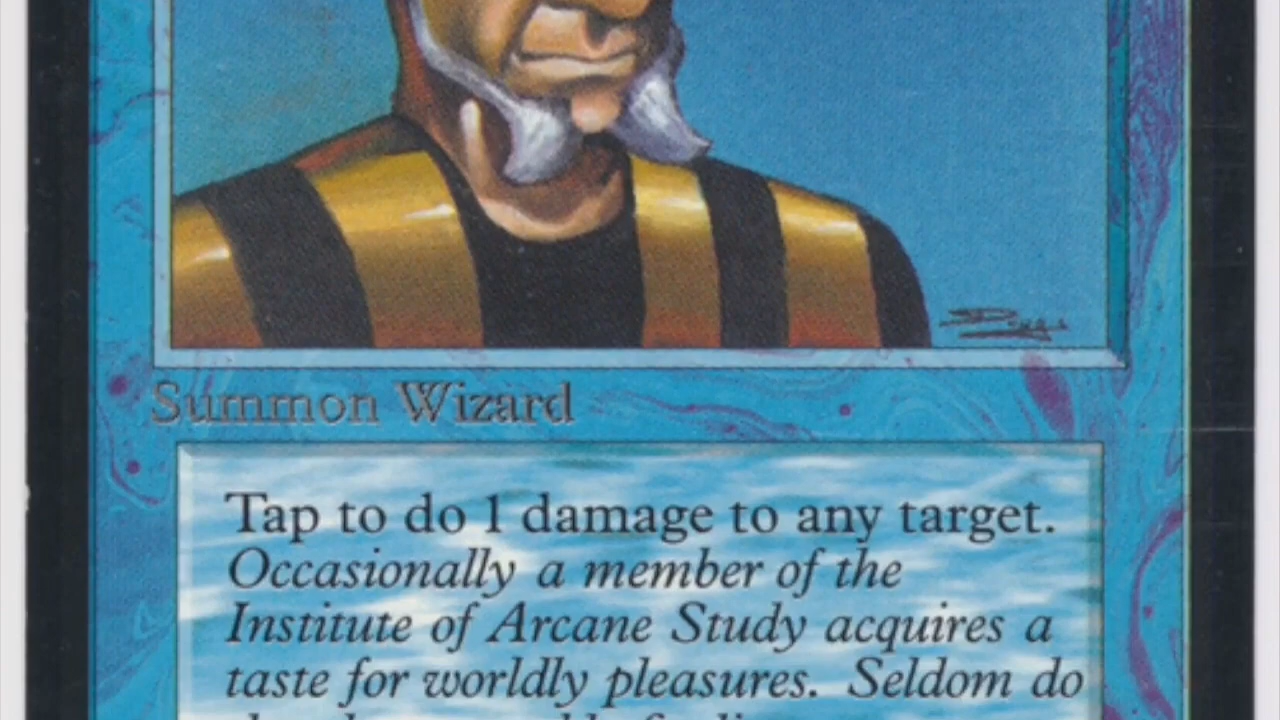 Summon Wizard
Tap to do 1 damage to any target.
Occasionally a member of the
Institute of Arcane Study acquires a
taste for worldly pleasures. Seldom do